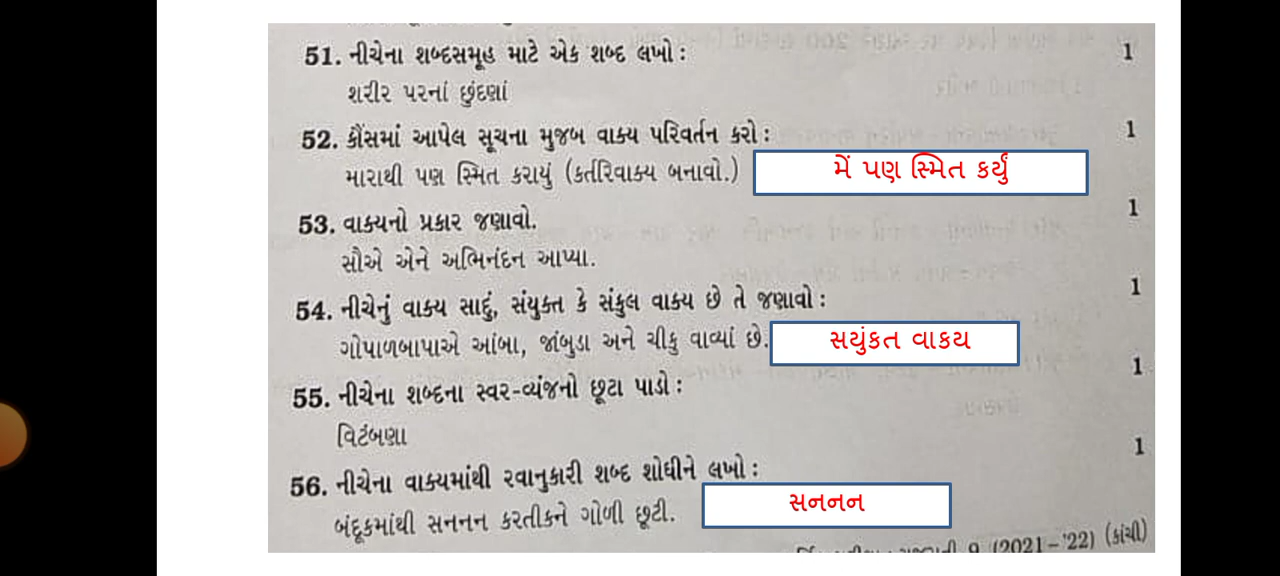 51. નીચેના શબ્દસમૂહ માટે એક શબ્દ લખો : 1
શરીર પરનાં છુંદણાં
52. કૌંસમાં આપેલ સૂચના મુજબ વાક્ય પરિવર્તન કરો : 1
મારાથી પણ સ્મિત કરાયું (કર્તરિવાક્ય બનાવો.) મેં પણ સ્મિત કર્યું
53. વાક્યનો પ્રકાર જણાવો. 1
સૌએ એને અભિનંદન આપ્યા.
54. નીચેનું વાક્ય સાદું, સંયુક્ત કે સંકુલ વાક્ય છે તે જણાવો : 1
ગોપાળબાપાએ આંબા, જાંબુડા અને ચીકુ વાવ્યાં છે. સયુંકત વાકય
55. નીચેના શબ્દના સ્વર-વ્યંજનો છૂટા પાડો : 1
વિટંબણા
56. નીચેના વાક્યમાંથી રવાનુકારી શબ્દ શોધીને લખો : 1
બંદૂકમાંથી સનનન કરતીકને ગોળી છૂટી. સનનન
9 (2021-'22) (કાંચી)